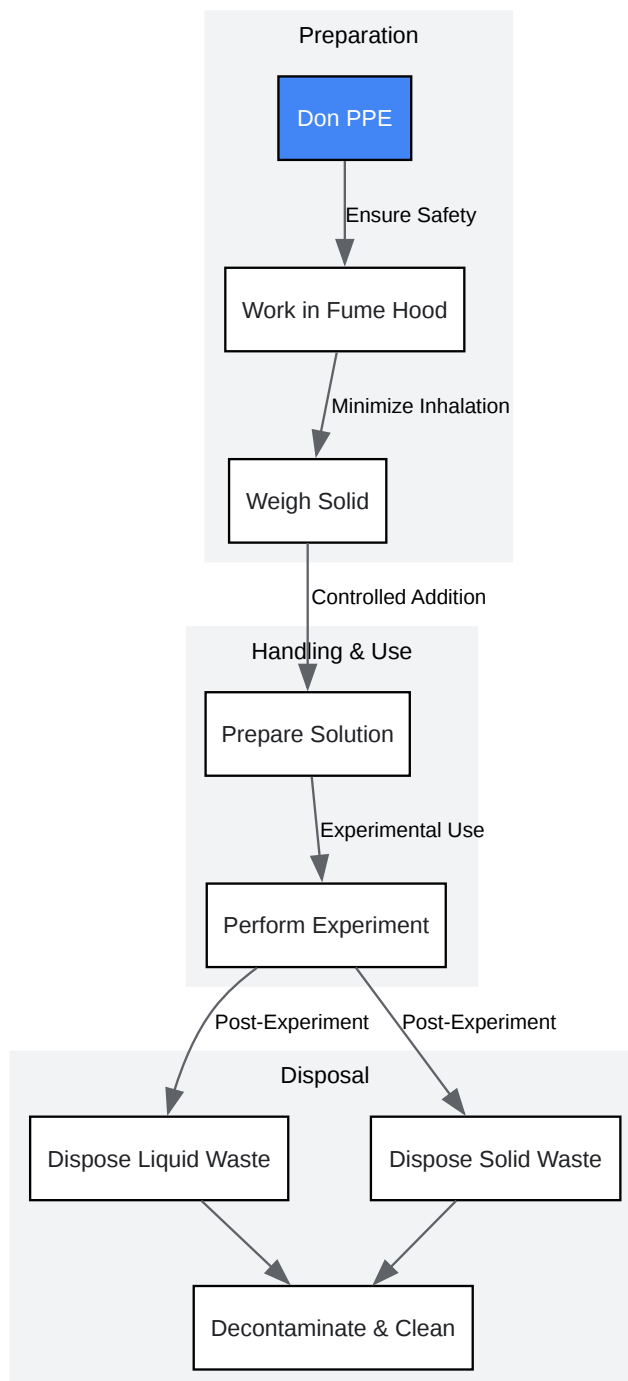 Preparation
Don PPE
Ensure Safety
Work in Fume Hood
Minimize Inhalation
Weigh Solid
Controlled Addition
Handling & Use
Prepare Solution
Experimental Use
Perform Experiment
Post-Experiment
Post-Experiment
Disposal
Dispose Liquid Waste
Dispose Solid Waste
Decontaminate & Clean